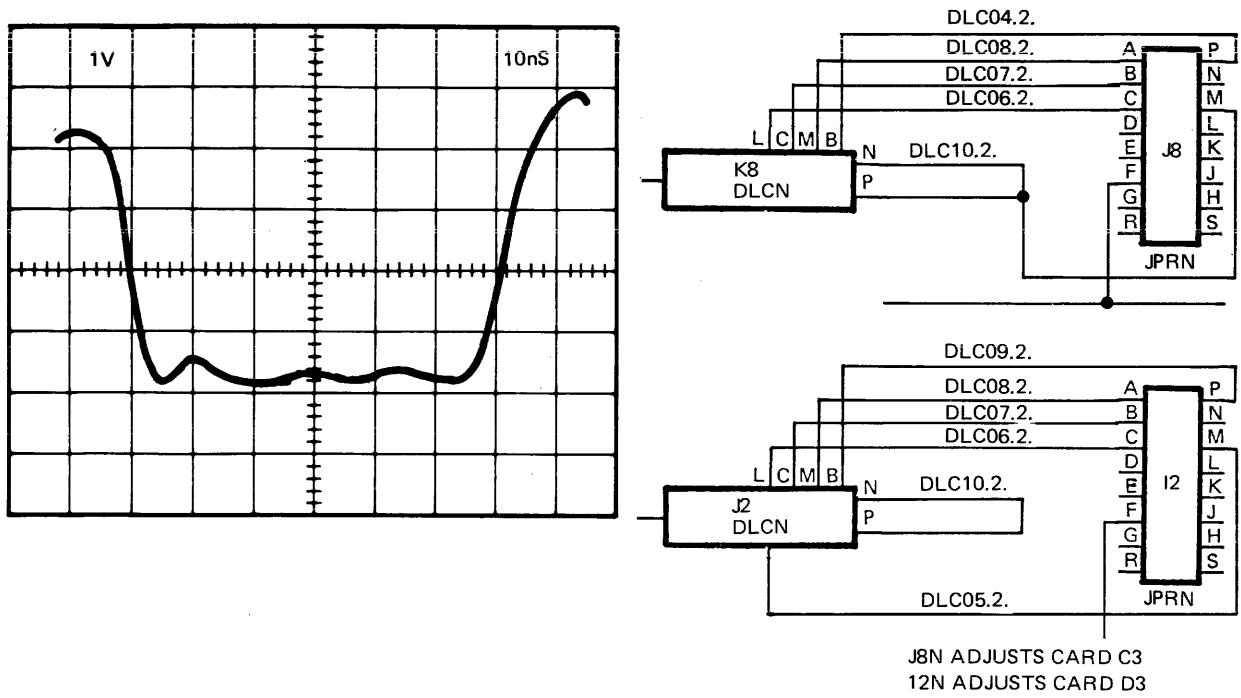 1V
10nS
DLC04.2.
DLC08.2.
DLC07.2.
DLC06.2.
A P
B N
C M
D L
E K
F J
G H
R S
J8
JPRN
L C M B
N
P
DLC10.2.
K8
DLCN
DLC09.2.
DLC08.2.
DLC07.2.
DLC06.2.
A P
B N
C M
D L
E K
F J
G H
R S
I2
JPRN
L C M B
N
P
DLC10.2.
J2
DLCN
DLC05.2.
J8N ADJUSTS CARD C3
12N ADJUSTS CARD D3